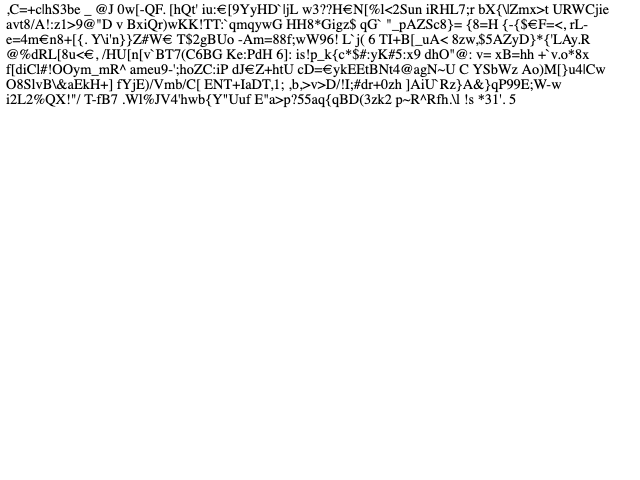 ,C=+clhS3be _ @J 0w[-QF. [hQt' iu:€[9YyHD`!jL w3??H€N[%l<2Sun iRHL7;r bX{\lZmx>t URWCjie
avt8/A!:z1>9@"D v BxiQr)wKK!'TT:`qmqywG HH8*Gigz$ qG` "_pAZSc8}= {8=H {-{$€F=<, rL-
e=4m€n8+[{. Y\i'n}}Z#W€ T$2gBUo -Am=88f;wW96! L`j( 6 TI+B[_uA< 8zw,$5AZyD}*{'LAy.R
@%dRL[8u<€, /HU[n[v`BT7(C6BG Ke:PdH 6]: is!p_k{c*$#:yK#5:x9 dhO"@: v= xB=hh +`v.o*8x
f[diCl#!OOym_mR^ ameu9-';hoZC:iP dJ€Z+htU cD=€ykEEtBNt4@agN~U C YSbWz Ao)M[}u4|Cw
O8SlvB\&aEkH+] fYjE)/Vmb/C[ ENT+IaDT,1; ,b,>v>D/!I;#dr+0zh ]AiU`Rz}A&}qP99E;W-w
i2L2%QX!"/ T-fB7 .Wl%JV4'hwb{Y"Uuf E"a>p?55aq{qBD(3zk2 p~R^Rfh.\l !s *31'. 5